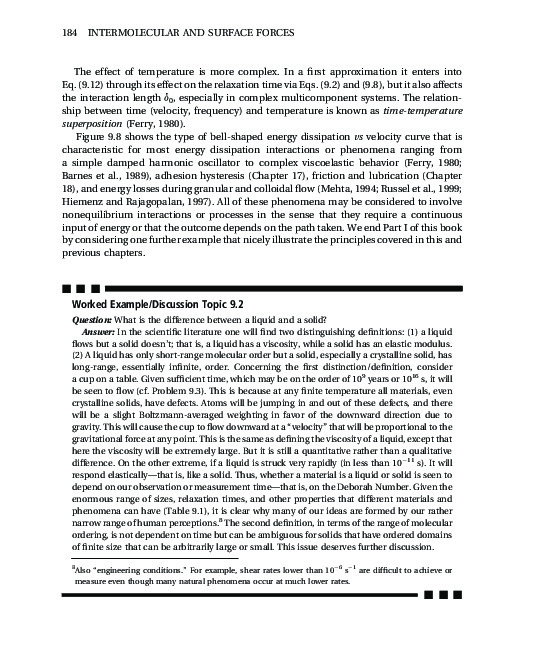 184 INTERMOLECULAR AND SURFACE FORCES
The effect of temperature is more complex. In a first approximation it enters into
Eq. (9.12) through its effect on the relaxation time via Eqs. (9.2) and (9.8), but it also affects
the interaction length δ₀, especially in complex multicomponent systems. The relation-
ship between time (velocity, frequency) and temperature is known as time-temperature
superposition (Ferry, 1980).
Figure 9.8 shows the type of bell-shaped energy dissipation vs velocity curve that is
characteristic for most energy dissipation interactions or phenomena ranging from
a simple damped harmonic oscillator to complex viscoelastic behavior (Ferry, 1980;
Barnes et al., 1989), adhesion hysteresis (Chapter 17), friction and lubrication (Chapter
18), and energy losses during granular and colloidal flow (Mehta, 1994; Russel et al., 1999;
Hiemenz and Rajagopalan, 1997). All of these phenomena may be considered to involve
nonequilibrium interactions or processes in the sense that they require a continuous
input of energy or that the outcome depends on the path taken. We end Part I of this book
by considering one further example that nicely illustrate the principles covered in this and
previous chapters.
Worked Example/Discussion Topic 9.2
Question: What is the difference between a liquid and a solid?
Answer: In the scientific literature one will find two distinguishing definitions: (1) a liquid
flows but a solid doesn't; that is, a liquid has a viscosity, while a solid has an elastic modulus.
(2) A liquid has only short-range molecular order but a solid, especially a crystalline solid, has
long-range, essentially infinite, order. Concerning the first distinction/definition, consider
a cup on a table. Given sufficient time, which may be on the order of 10⁹ years or 10¹⁶ s, it will
be seen to flow (cf. Problem 9.3). This is because at any finite temperature all materials, even
crystalline solids, have defects. Atoms will be jumping in and out of these defects, and there
will be a slight Boltzmann-averaged weighting in favor of the downward direction due to
gravity. This will cause the cup to flow downward at a "velocity" that will be proportional to the
gravitational force at any point. This is the same as defining the viscosity of a liquid, except that
here the viscosity will be extremely large. But it is still a quantitative rather than a qualitative
difference. On the other extreme, if a liquid is struck very rapidly (in less than 10⁻¹¹ s). It will
respond elastically—that is, like a solid. Thus, whether a material is a liquid or solid is seen to
depend on our observation or measurement time—that is, on the Deborah Number. Given the
enormous range of sizes, relaxation times, and other properties that different materials and
phenomena can have (Table 9.1), it is clear why many of our ideas are formed by our rather
narrow range of human perceptions.⁸ The second definition, in terms of the range of molecular
ordering, is not dependent on time but can be ambiguous for solids that have ordered domains
of finite size that can be arbitrarily large or small. This issue deserves further discussion.
⁸Also "engineering conditions." For example, shear rates lower than 10⁻⁶ s⁻¹ are difficult to achieve or
measure even though many natural phenomena occur at much lower rates.